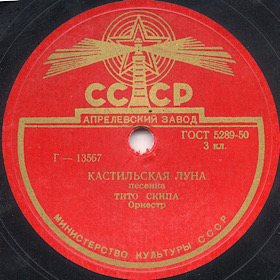 СССР
АПРЕЛЕВСКИЙ ЗАВОД
ГОСТ 5289-50
3 кл.
Г — 13567
КАСТИЛЬСКАЯ ЛУНА
песенка
ТИТО СКИПА
Оркестр
МИНИСТЕРСТВО КУЛЬТУРЫ СССР